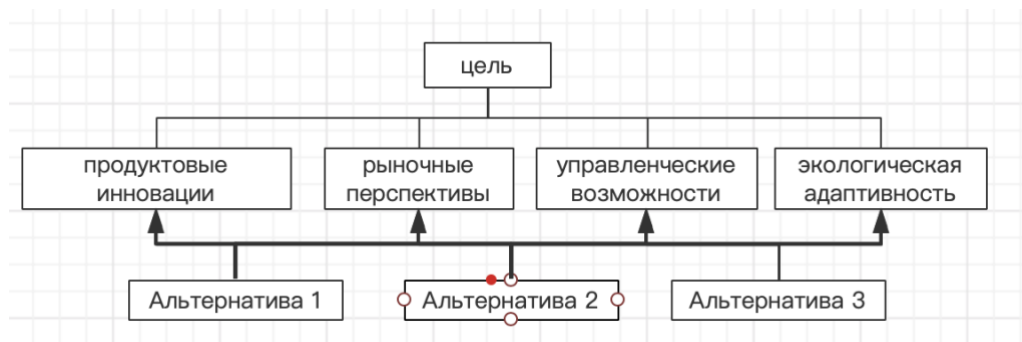 цель
продуктовые
инновации
рыночные
перспективы
управленческие
возможности
экологическая
адаптивность
Альтернатива 1
Альтернатива 2
Альтернатива 3